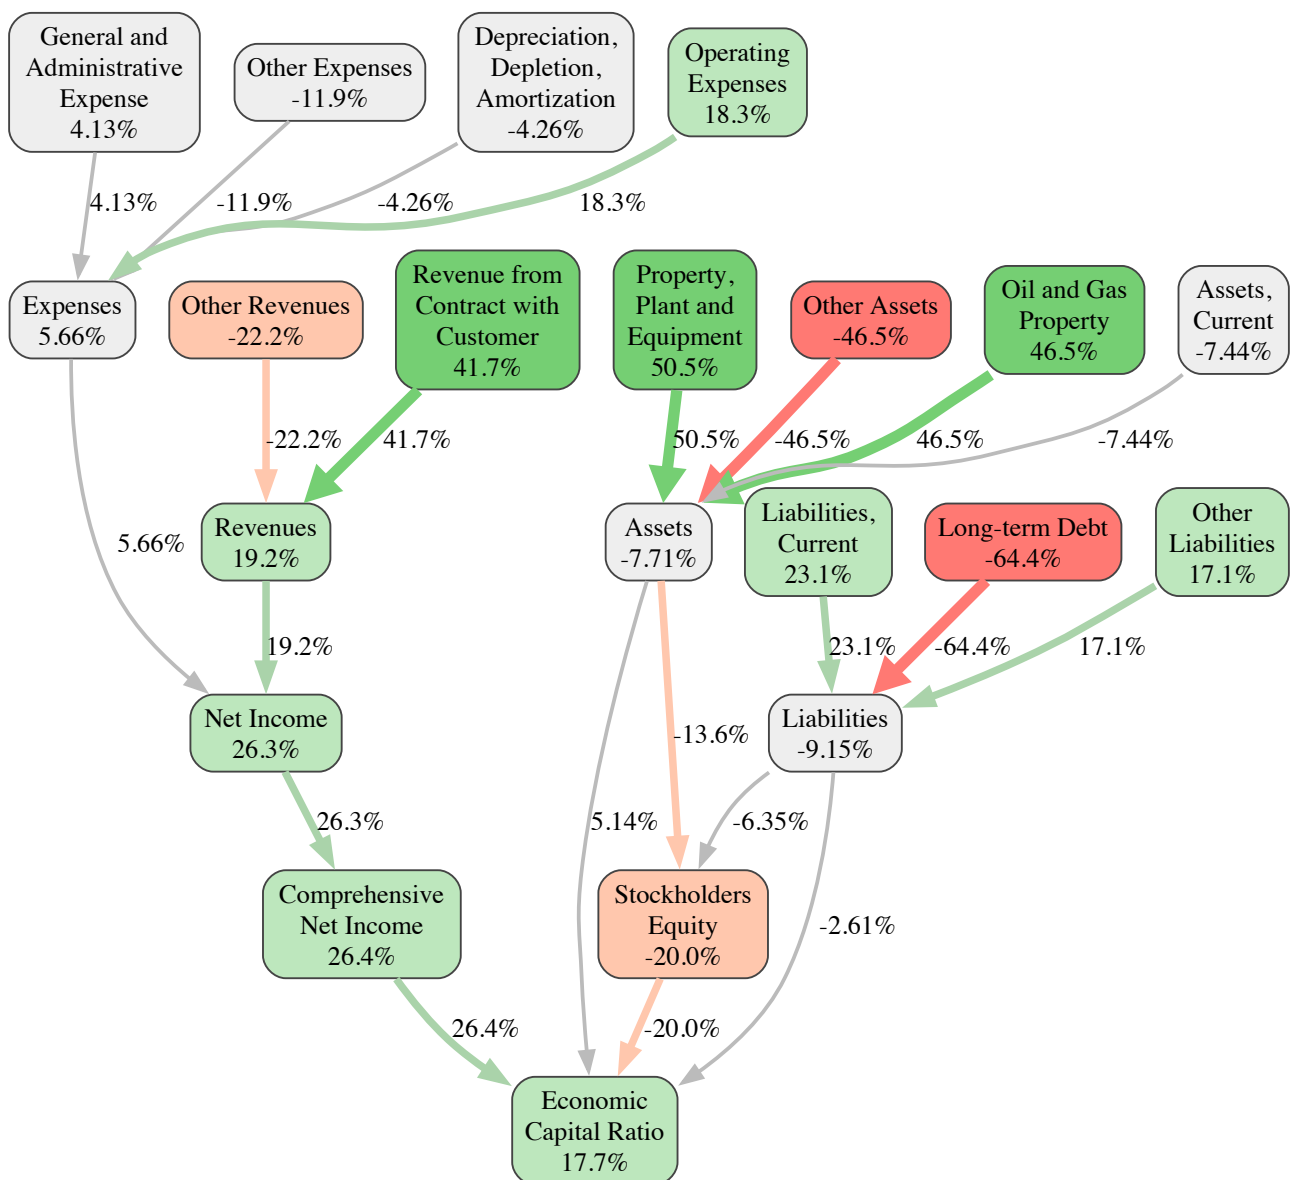 General and
Administrative
Expense
4.13%
Other Expenses
-11.9%
Depreciation,
Depletion,
Amortization
-4.26%
Operating
Expenses
18.3%
4.13%
-11.9%
-4.26%
18.3%
Expenses
5.66%
Other Revenues
-22.2%
Revenue from
Contract with
Customer
41.7%
Property,
Plant and
Equipment
50.5%
Other Assets
-46.5%
Oil and Gas
Property
46.5%
Assets,
Current
-7.44%
-22.2%
41.7%
50.5%
-46.5%
46.5%
-7.44%
5.66%
Revenues
19.2%
Assets
-7.71%
Liabilities,
Current
23.1%
Long-term Debt
-64.4%
Other
Liabilities
17.1%
19.2%
23.1%
-64.4%
17.1%
Net Income
26.3%
-13.6%
Liabilities
-9.15%
26.3%
5.14%
-6.35%
Comprehensive
Net Income
26.4%
Stockholders
Equity
-20.0%
-2.61%
26.4%
-20.0%
Economic
Capital Ratio
17.7%